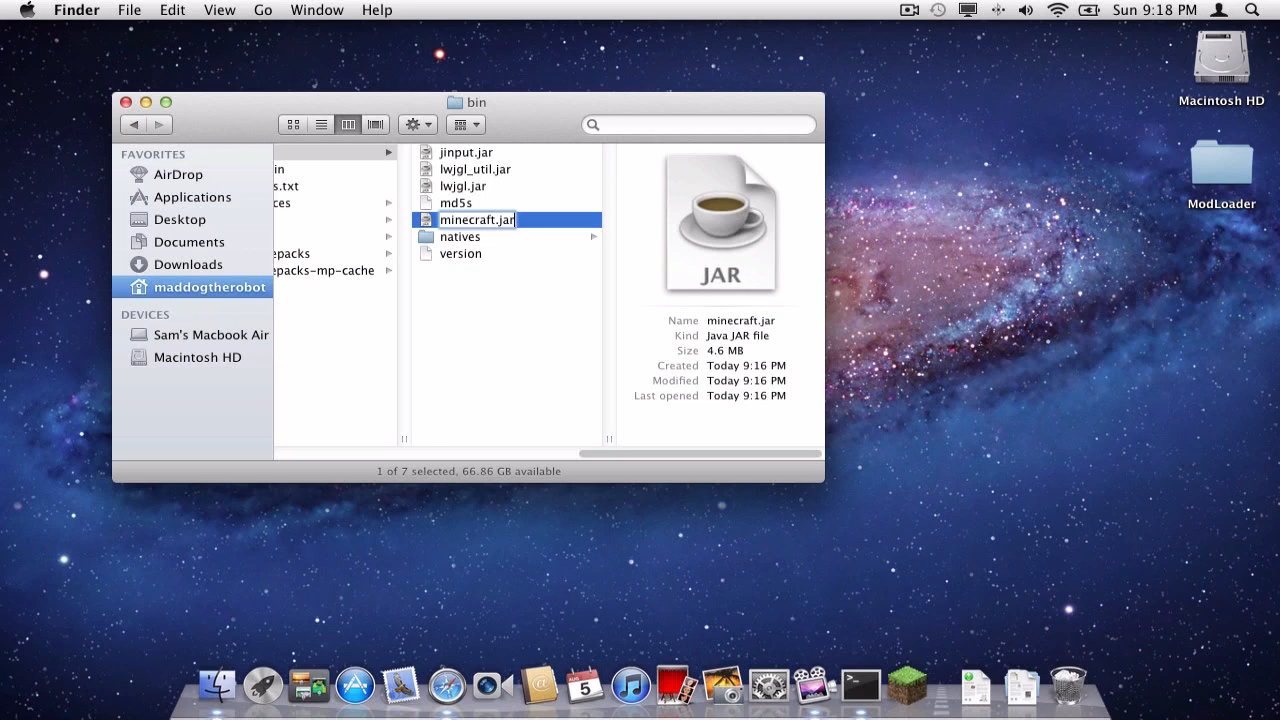 Finder File Edit View Go Window Help Sun 9:18 PM
Macintosh HD
ModLoader
bin
FAVORITES
AirDrop
Applications
Desktop
Documents
Downloads
maddogtherobot
DEVICES
Sam's Macbook Air
Macintosh HD
in
s.txt
ces
epacks
epacks-mp-cache
jinput.jar
lwjgl_util.jar
lwjgl.jar
md5s
minecraft.jar
natives
version
JAR
Name minecraft.jar
Kind Java JAR file
Size 4.6 MB
Created Today 9:16 PM
Modified Today 9:16 PM
Last opened Today 9:16 PM
1 of 7 selected, 66.86 GB available
AUG
5